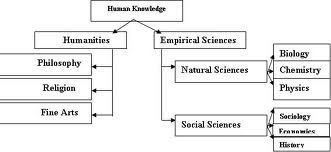 Human Knowledge
Humanities
Empirical Sciences
Philosophy
Religion
Fine Arts
Natural Sciences
Biology
Chemistry
Physics
Social Sciences
Sociology
Economics
History